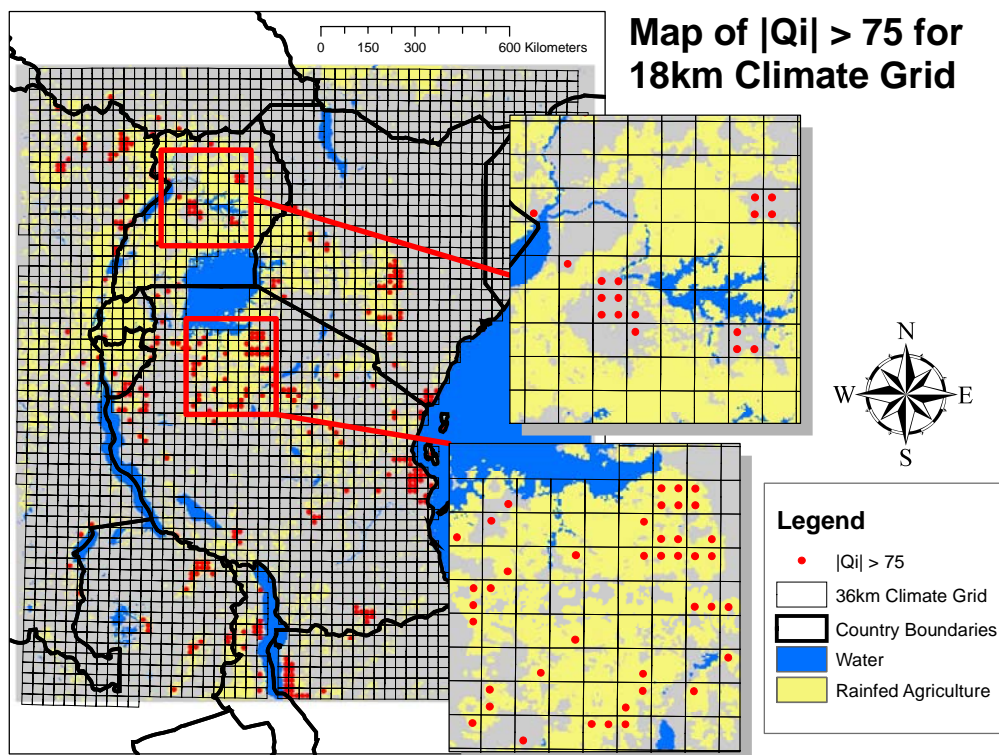 Map of |Qi| > 75 for
18km Climate Grid
0 150 300 600 Kilometers
N
W E
S
Legend
|Qi| > 75
36km Climate Grid
Country Boundaries
Water
Rainfed Agriculture